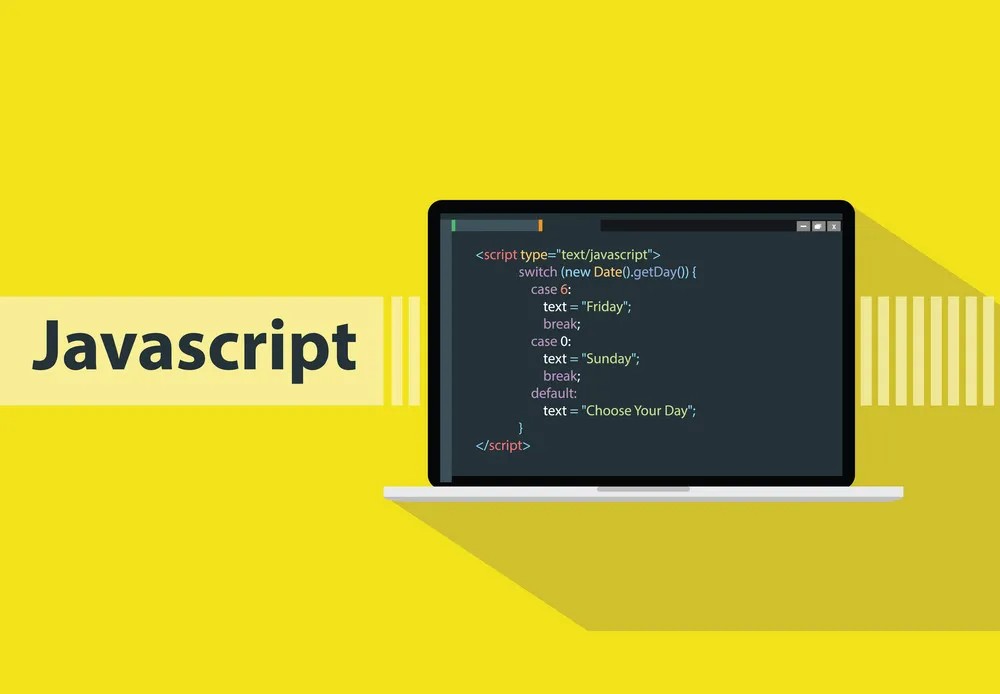 Javascript
<script type="text/javascript">
switch (new Date().getDay()) {
case 6:
text = "Friday";
break;
case 0:
text = "Sunday";
break;
default:
text = "Choose Your Day";
}
</script>